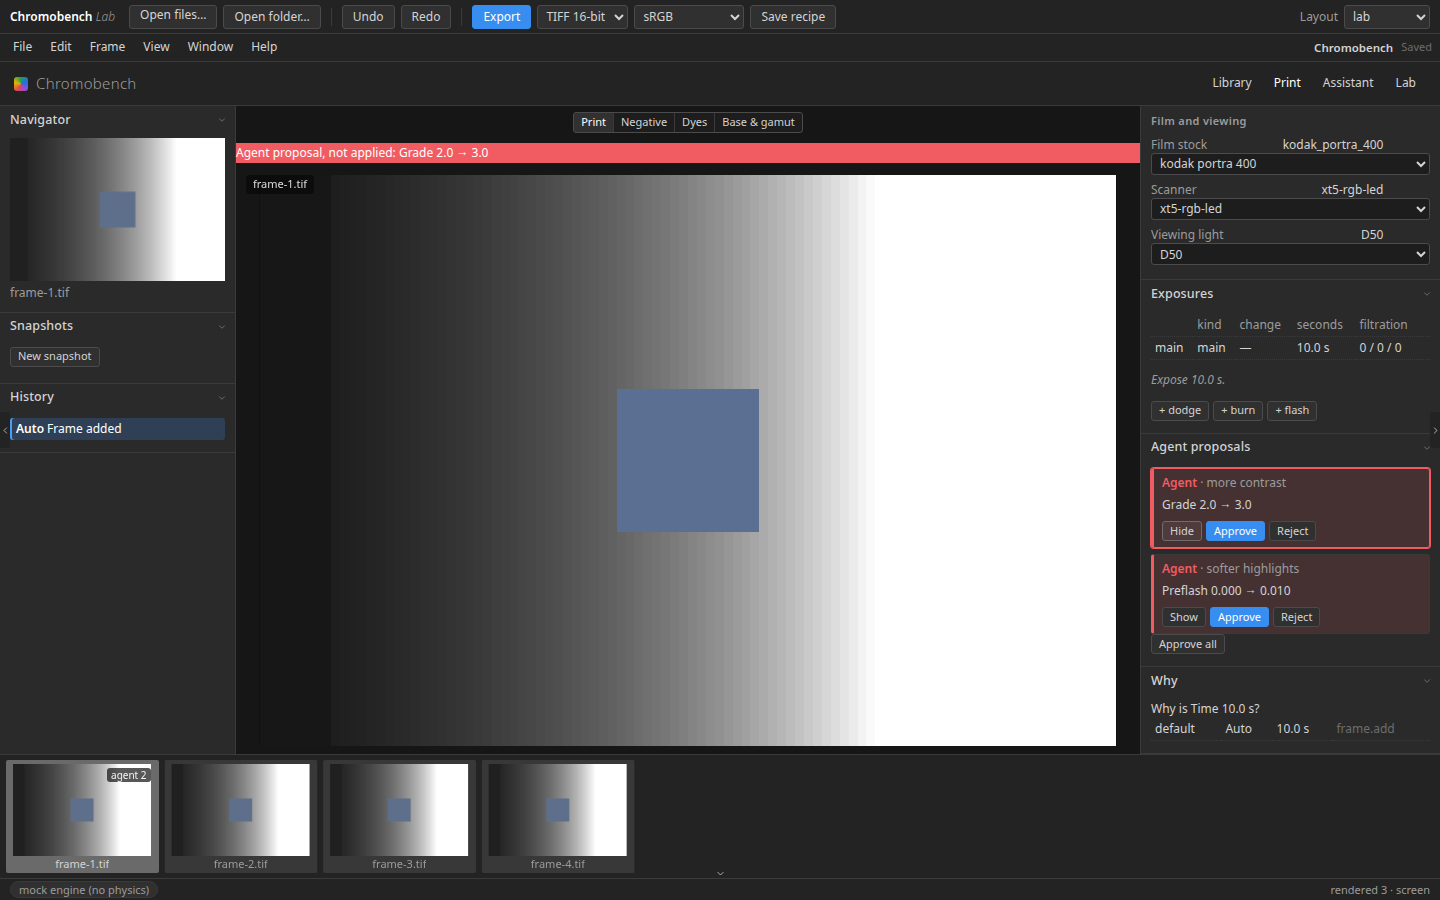 Chromobench Lab Open files... Open folder... Undo Redo Export TIFF 16-bit sRGB Save recipe Layout lab
File Edit Frame View Window Help Chromobench Saved
Chromobench Library Print Assistant Lab
Navigator
frame-1.tif
Snapshots
New snapshot
History
Auto Frame added
Print Negative Dyes Base & gamut
Agent proposal, not applied: Grade 2.0 → 3.0
frame-1.tif
Film and viewing
Film stock kodak_portra_400
kodak portra 400
Scanner xt5-rgb-led
xt5-rgb-led
Viewing light D50
D50
Exposures
kind change seconds filtration
main main — 10.0 s 0 / 0 / 0
Expose 10.0 s.
+ dodge + burn + flash
Agent proposals
Agent · more contrast
Grade 2.0 → 3.0
Hide Approve Reject
Agent · softer highlights
Preflash 0.000 → 0.010
Show Approve Reject
Approve all
Why
Why is Time 10.0 s?
default Auto 10.0 s frame.add
agent 2
frame-1.tif frame-2.tif frame-3.tif frame-4.tif
mock engine (no physics) rendered 3 · screen